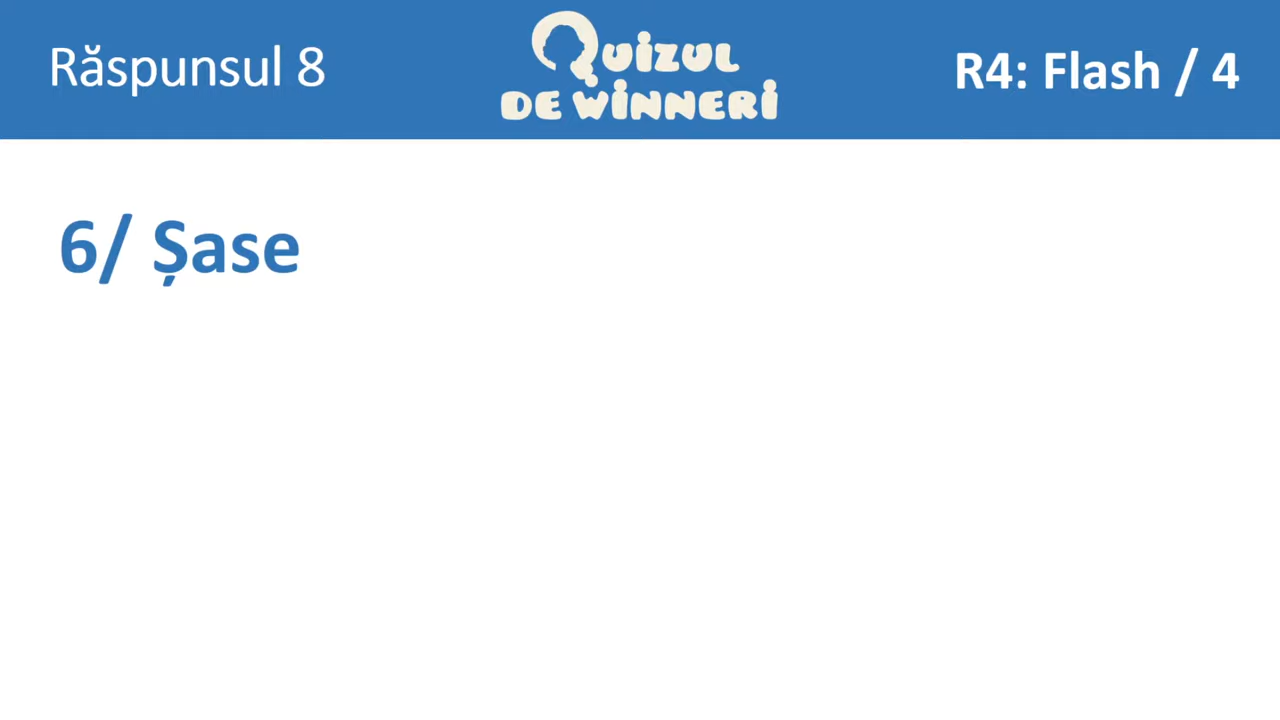 Răspunsul 8
Quizul
de winneri
R4: Flash / 4
6/ Șase